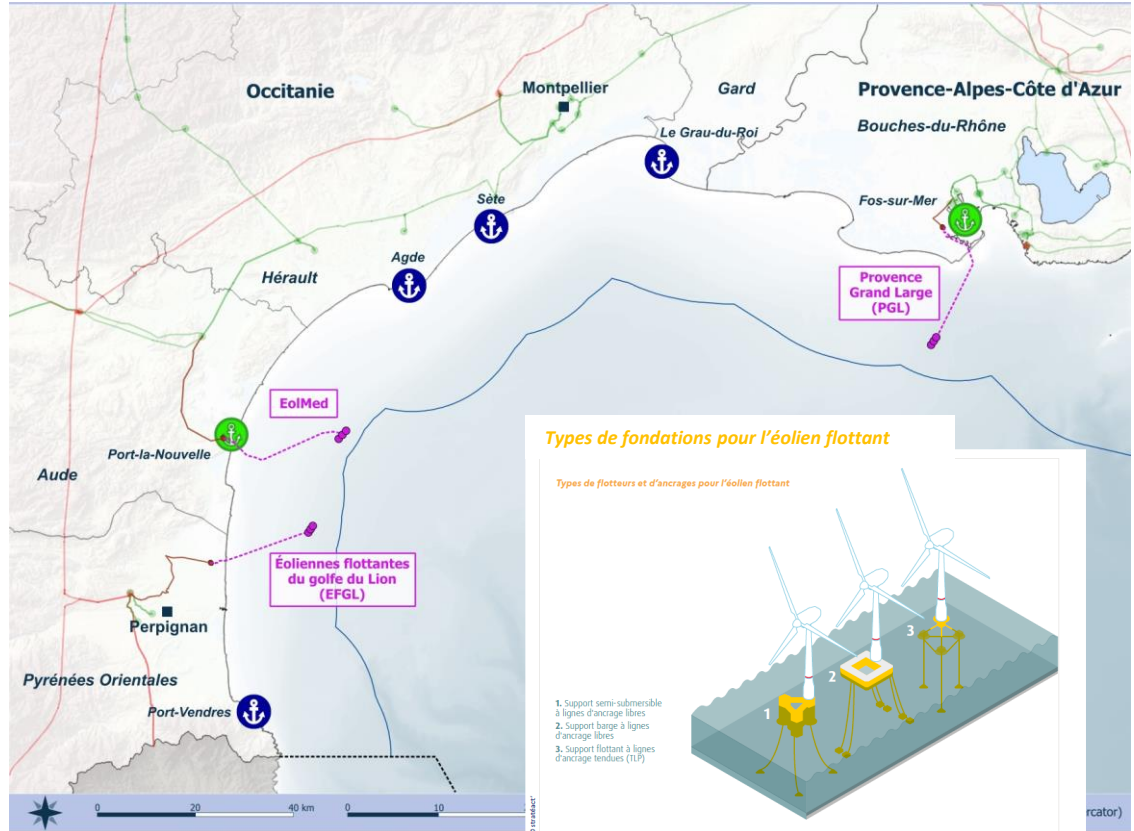 Occitanie
Montpellier
Gard
Provence-Alpes-Côte d'Azur
Bouches-du-Rhône
Le Grau-du-Roi
Sète
Fos-sur-Mer
Agde
Hérault
Provence
Grand Large
(PGL)
EolMed
Port-la-Nouvelle
Aude
Éoliennes flottantes
du golfe du Lion
(EFGL)
Perpignan
Pyrénées Orientales
Port-Vendres
0 20 40 km
0 10
Types de fondations pour l'éolien flottant
Types de flotteurs et d'ancrages pour l'éolien flottant
1
2
3
1. Support semi-submersible
à lignes d'ancrage libres
2. Support barge à lignes
d'ancrage libres
3. Support flottant à lignes
d'ancrage tendues (TLP)
stratéact'
rcator)